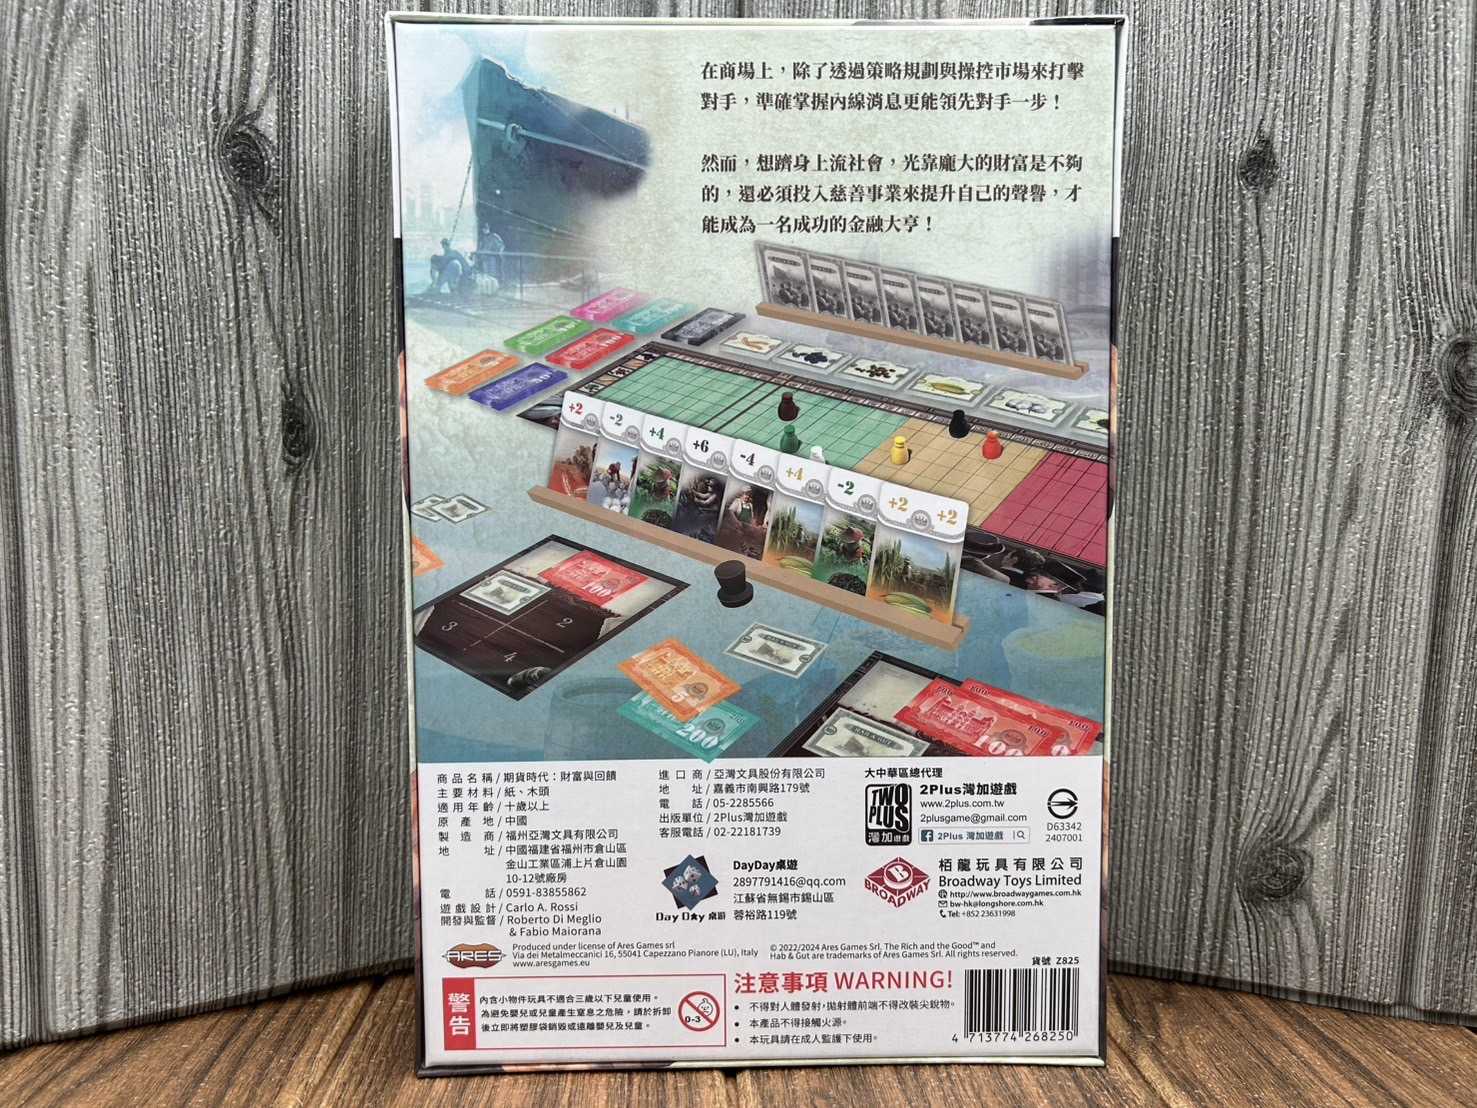 在商場上，除了透過策略規劃與操控市場來打擊
對手，準確掌握內線消息更能領先對手一步！
然而，想躋身上流社會，光靠龐大的財富是不夠
的，還必須投入慈善事業來提升自己的聲譽，才
能成為一名成功的金融大亨！
+2
-2
+4
+6
-4
+4
-2
+2
+2
100
3
2
4
200
100
商品名稱/期貨時代：財富與回饋
主要材料/紙、木頭
適用年齡/十歲以上
原產地/中國
製造商/福州亞灣文具有限公司
地址/中國福建省福州市倉山區
金山工業區浦上片倉山園
10-12號廠房
電話/0591-83855862
遊戲設計/Carlo A. Rossi
開發與監督/Roberto Di Meglio
& Fabio Maiorana
進口商/亞灣文具股份有限公司
地址/嘉義市南興路179號
電話/05-2285566
出版單位/2Plus灣加遊戲
客服電話/02-22181739
DayDay桌遊
2897791416@qq.com
江蘇省無錫市錫山區
蓉裕路119號
Day Day 桌遊
大中華區總代理
TWO PLUS
灣加遊戲
2Plus灣加遊戲
www.2plus.com.tw
2plusgame@gmail.com
2Plus 灣加遊戲
D63342
2407001
BROADWAY
栢龍玩具有限公司
Broadway Toys Limited
http://www.broadwaygames.com.hk
bw-hk@longshore.com.hk
Tel: +852 23631998
ARES
Produced under license of Ares Games srl
Via dei Metalmeccanici 16, 55041 Capezzano Pianore (LU), Italy
www.aresgames.eu
© 2022/2024 Ares Games Srl. The Rich and the Good™ and
Hab & Gut are trademarks of Ares Games Srl. All rights reserved.
貨號 Z825
警告
內含小物件玩具不適合三歲以下兒童使用。
為避免嬰兒或兒童產生窒息之危險，請於拆卸
後立即將塑膠袋銷毀或遠離嬰兒及兒童。
0-3
注意事項 WARNING!
• 不得對人體發射，拋射體前端不得改裝尖銳物。
• 本產品不得接觸火源。
• 本玩具請在成人監護下使用。
4 713774 268250